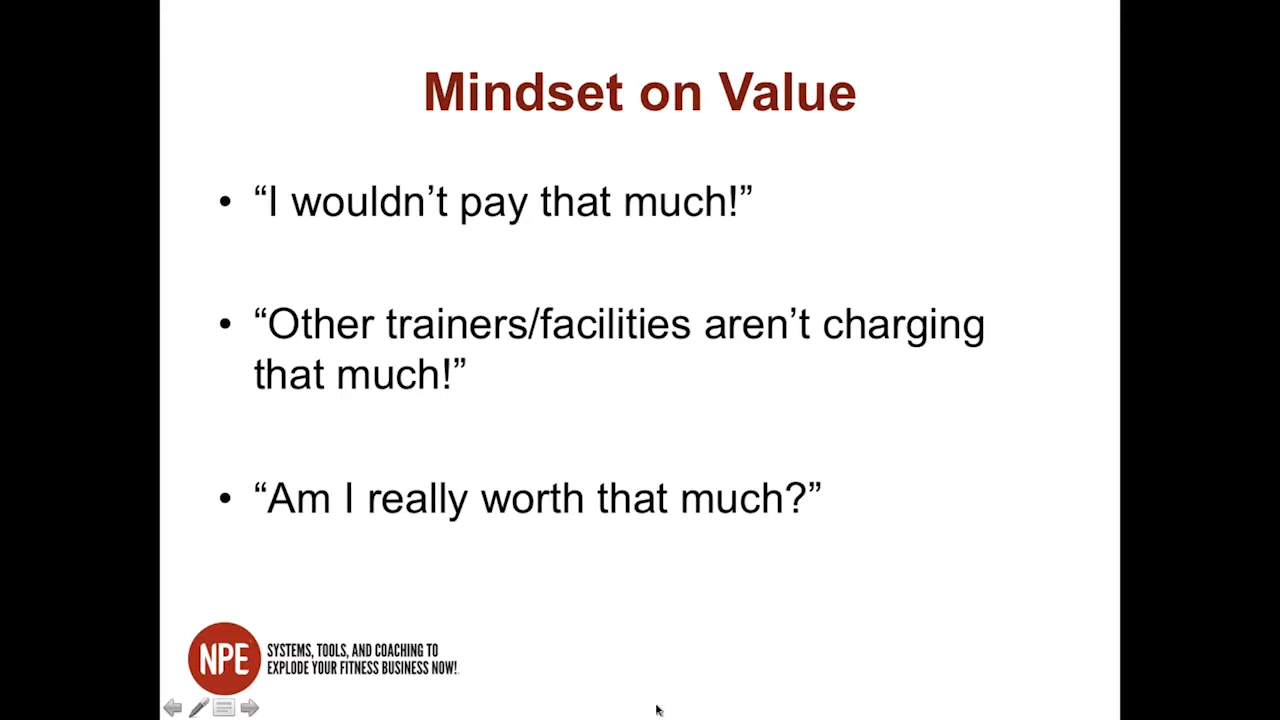 Mindset on Value
• “I wouldn’t pay that much!”
• “Other trainers/facilities aren’t charging
that much!”
• “Am I really worth that much?”
NPE
SYSTEMS, TOOLS, AND COACHING TO
EXPLODE YOUR FITNESS BUSINESS NOW!